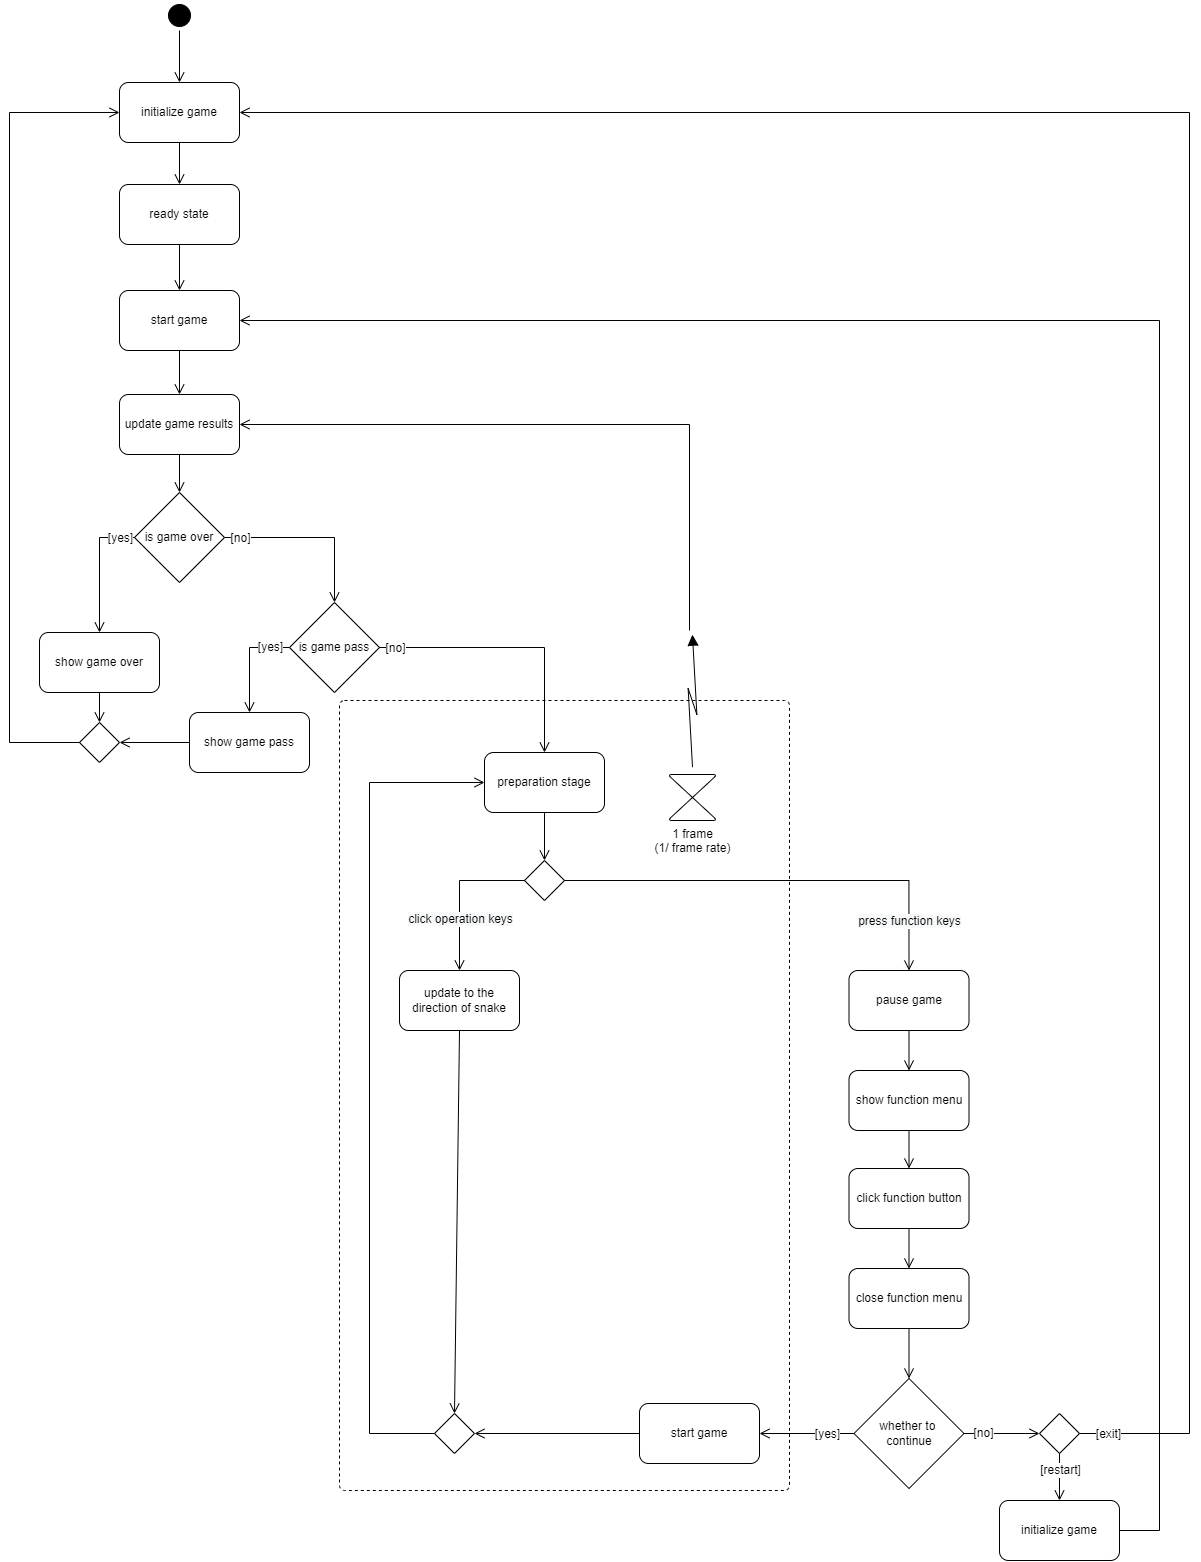 initialize game
ready state
start game
update game results
[yes]
is game over
[no]
[yes]
is game pass
[no]
show game over
show game pass
preparation stage
1 frame
(1/ frame rate)
click operation keys
press function keys
update to the
direction of snake
pause game
show function menu
click function button
close function menu
whether to
continue
start game
[yes]
[no]
[exit]
[restart]
initialize game